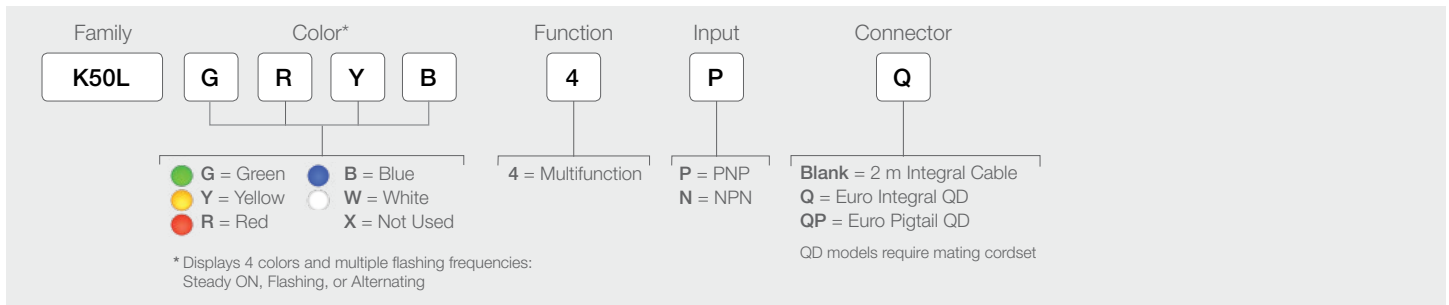 Family Color* Function Input Connector
K50L G R Y B 4 P Q
G = Green
Y = Yellow
R = Red
B = Blue
W = White
X = Not Used
* Displays 4 colors and multiple flashing frequencies:
Steady ON, Flashing, or Alternating
4 = Multifunction
P = PNP
N = NPN
Blank = 2 m Integral Cable
Q = Euro Integral QD
QP = Euro Pigtail QD
QD models require mating cordset